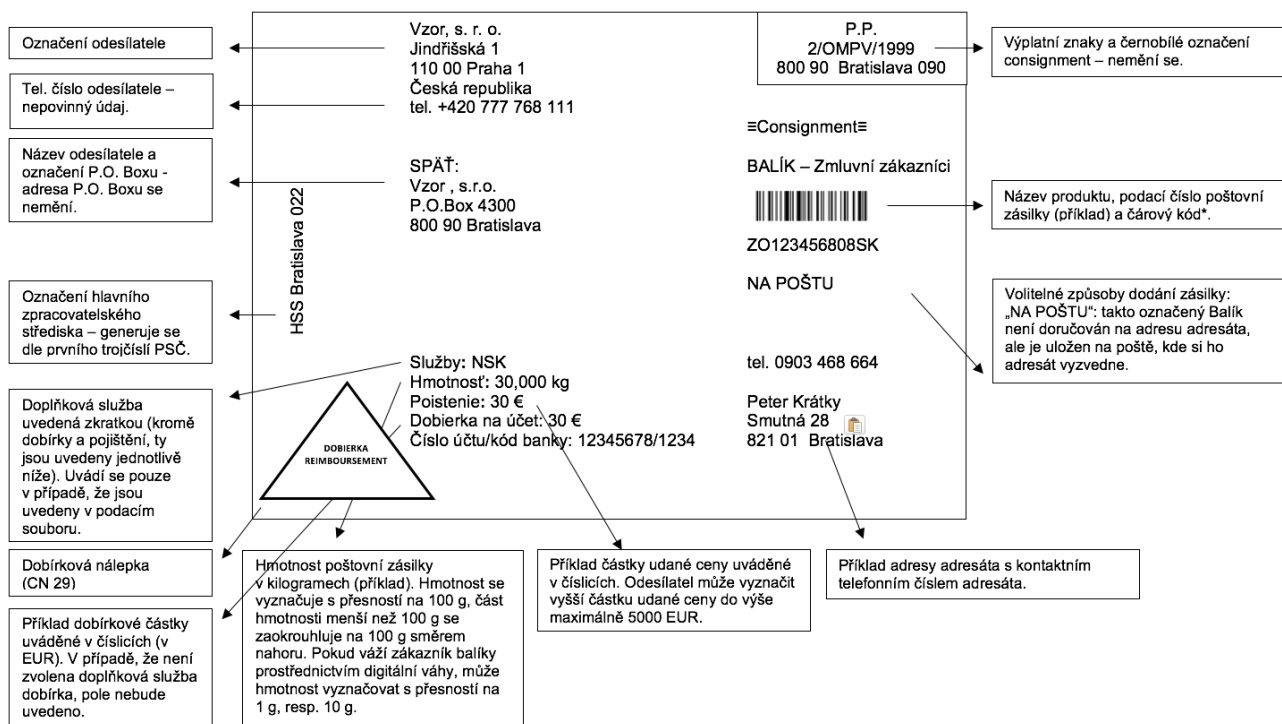 Označení odesílatele
Tel. číslo odesílatele –
nepovinný údaj.
Název odesílatele a
označení P.O. Boxu -
adresa P.O. Boxu se
nemění.
Označení hlavního
zpracovatelského
střediska – generuje se
dle prvního trojčíslí PSČ.
Doplňková služba
uvedená zkratkou (kromě
dobírky a pojištění, ty
jsou uvedeny jednotlivě
níže). Uvádí se pouze
v případě, že jsou
uvedeny v podacím
souboru.
Dobírková nálepka
(CN 29)
Příklad dobírkové částky
uváděné v číslicích (v
EUR). V případě, že není
zvolena doplňková služba
dobírka, pole nebude
uvedeno.
Vzor, s. r. o.
Jindřišská 1
110 00 Praha 1
Česká republika
tel. +420 777 768 111
SPÄŤ:
Vzor , s.r.o.
P.O.Box 4300
800 90 Bratislava
HSS Bratislava 022
Služby: NSK
Hmotnosť: 30,000 kg
Poistenie: 30 €
Dobierka na účet: 30 €
Číslo účtu/kód banky: 12345678/1234
DOBIERKA
REIMBOURSEMENT
P.P.
2/OMPV/1999
800 90 Bratislava 090
≡Consignment≡
BALÍK – Zmluvní zákazníci
ZO123456808SK
NA POŠTU
tel. 0903 468 664
Peter Krátky
Smutná 28
821 01 Bratislava
Výplatní znaky a černobílé označení
consignment – nemění se.
Název produktu, podací číslo poštovní
zásilky (příklad) a čárový kód*.
Volitelné způsoby dodání zásilky:
„NA POŠTU“: takto označený Balík
není doručován na adresu adresáta,
ale je uložen na poště, kde si ho
adresát vyzvedne.
Hmotnost poštovní zásilky
v kilogramech (příklad). Hmotnost se
vyznačuje s přesností na 100 g, část
hmotnosti menší než 100 g se
zaokrouhluje na 100 g směrem
nahoru. Pokud váží zákazník balíky
prostřednictvím digitální váhy, může
hmotnost vyznačovat s přesností na
1 g, resp. 10 g.
Příklad částky udané ceny uváděné
v číslicích. Odesílatel může vyznačit
vyšší částku udané ceny do výše
maximálně 5000 EUR.
Příklad adresy adresáta s kontaktním
telefonním číslem adresáta.